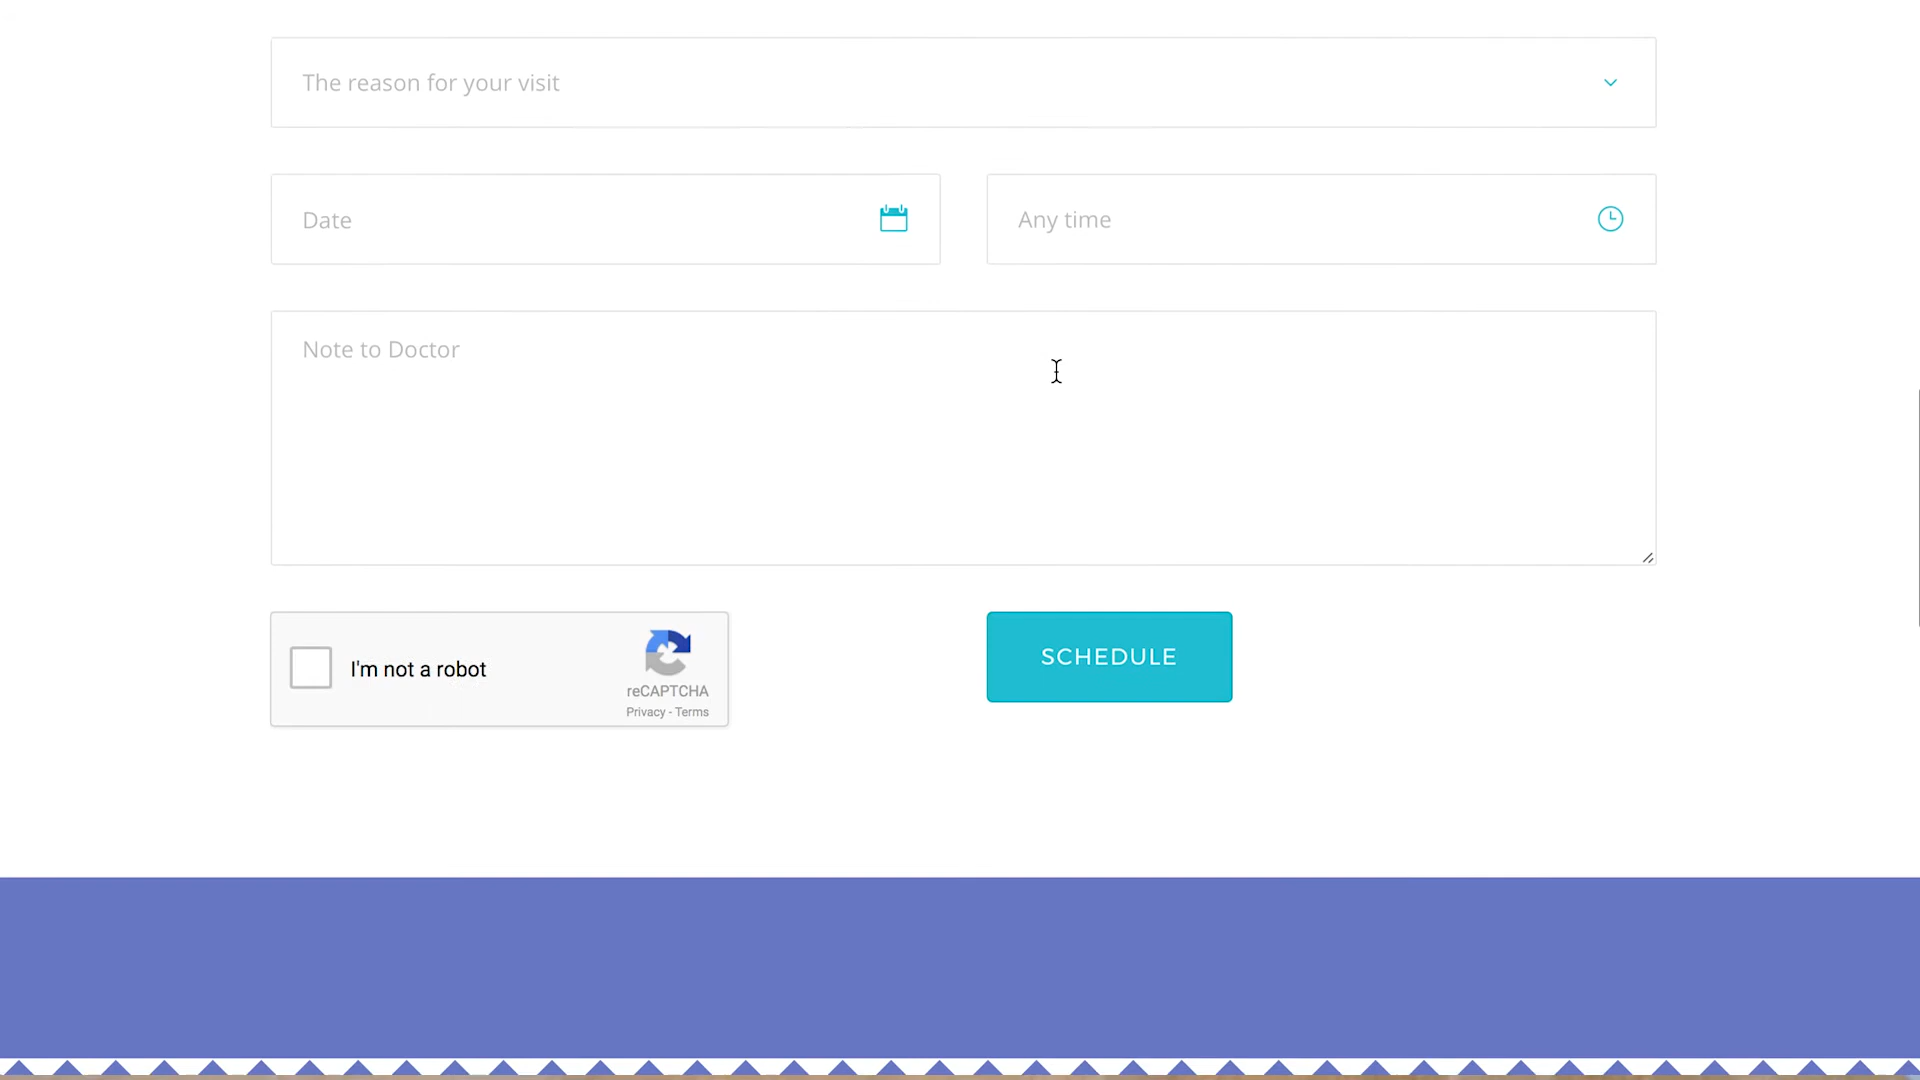 The reason for your visit
Date
Any time
Note to Doctor
I'm not a robot
reCAPTCHA
Privacy - Terms
SCHEDULE